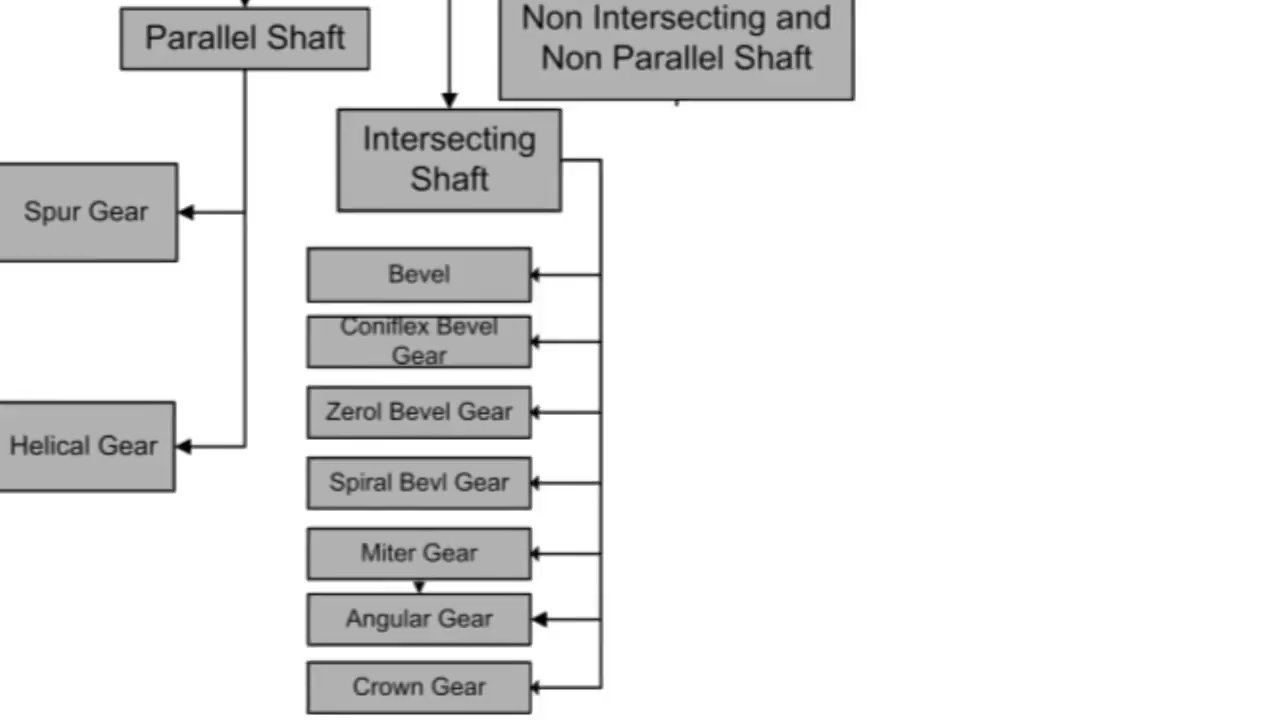 Parallel Shaft
Non Intersecting and
Non Parallel Shaft
Intersecting
Shaft
Spur Gear
Helical Gear
Bevel
Coniflex Bevel
Gear
Zerol Bevel Gear
Spiral Bevl Gear
Miter Gear
Angular Gear
Crown Gear